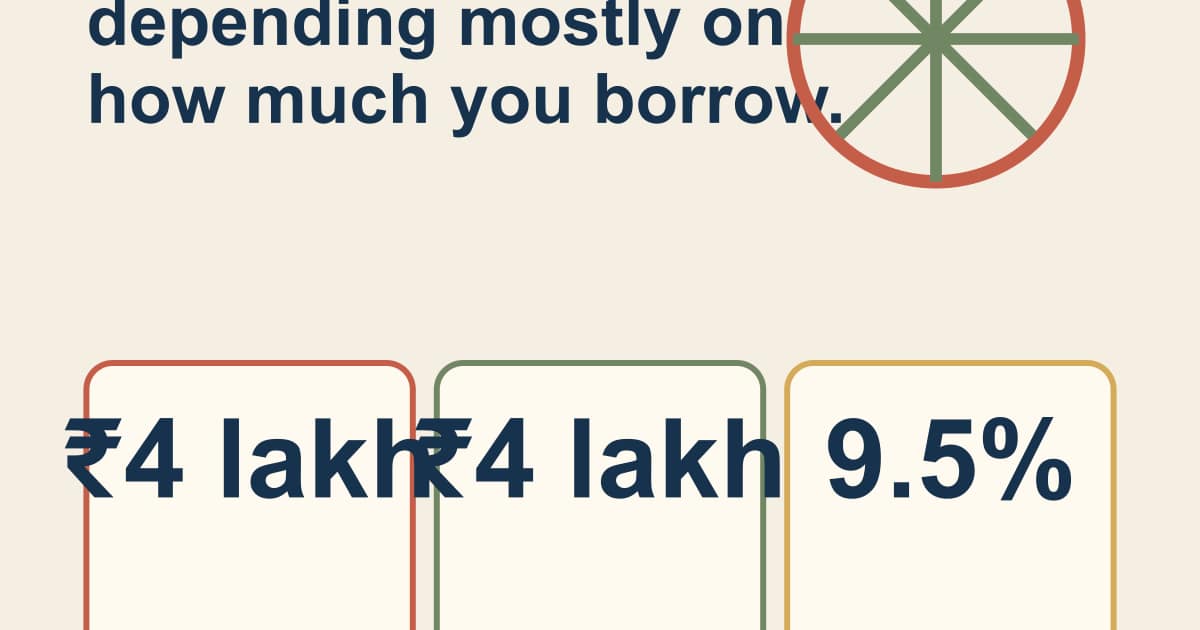 depending mostly on
how much you borrow.
₹4 lakh
₹4 lakh
9.5%